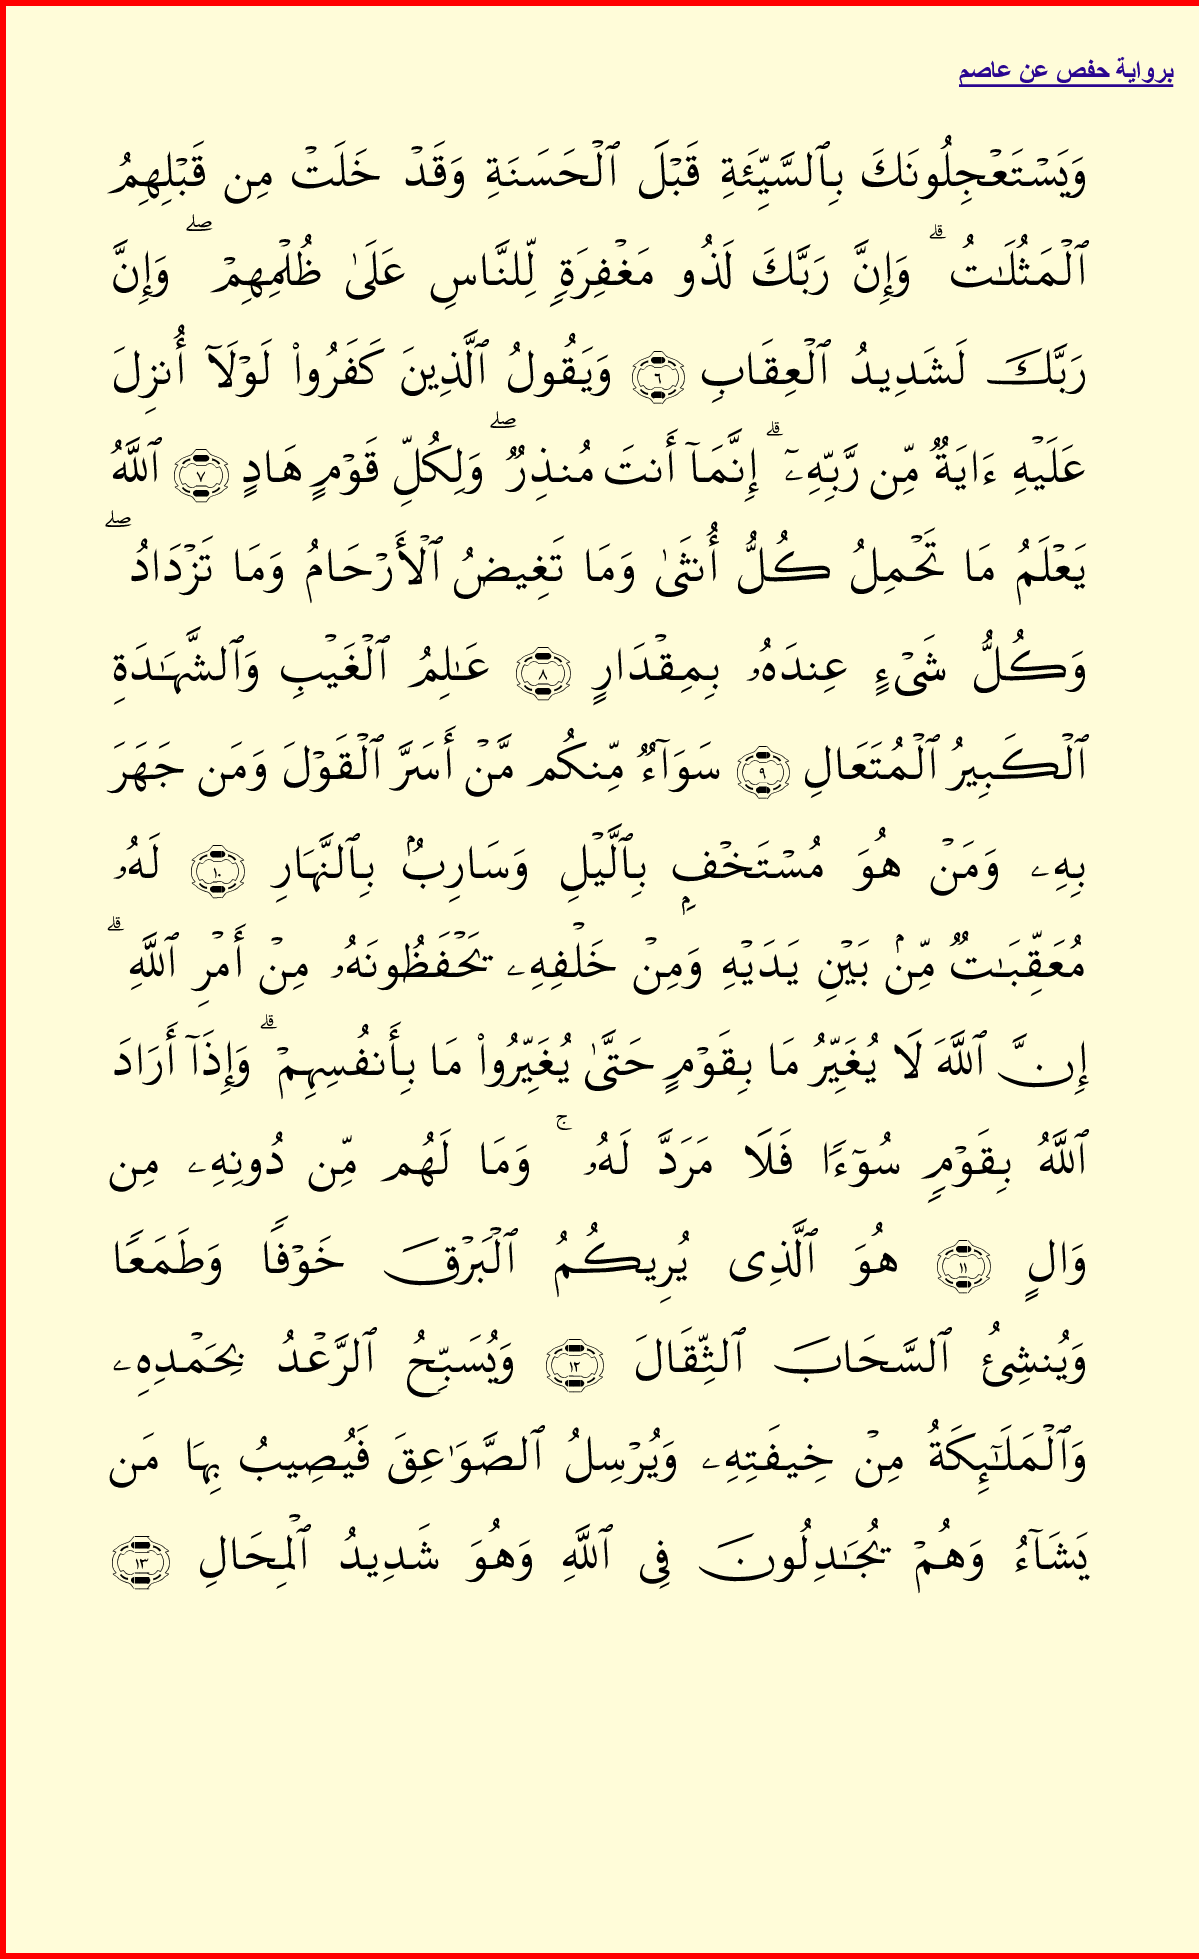 برواية حفص عن عاصم
وَيَسۡتَعۡجِلُونَكَ بِٱلسَّيِّئَةِ قَبۡلَ ٱلۡحَسَنَةِ وَقَدۡ خَلَتۡ مِن قَبۡلِهِمُ
ٱلۡمَثُلَٰتُۗ وَإِنَّ رَبَّكَ لَذُو مَغۡفِرَةٖ لِّلنَّاسِ عَلَىٰ ظُلۡمِهِمۡۖ وَإِنَّ
رَبَّكَ لَشَدِيدُ ٱلۡعِقَابِ ٦ وَيَقُولُ ٱلَّذِينَ كَفَرُواْ لَوۡلَآ أُنزِلَ
عَلَيۡهِ ءَايَةٞ مِّن رَّبِّهِۦٓۗ إِنَّمَآ أَنتَ مُنذِرٞۖ وَلِكُلِّ قَوۡمٍ هَادٍ ٧ ٱللَّهُ
يَعۡلَمُ مَا تَحۡمِلُ كُلُّ أُنثَىٰ وَمَا تَغِيضُ ٱلۡأَرۡحَامُ وَمَا تَزۡدَادُۖ
وَكُلُّ شَيۡءٍ عِندَهُۥ بِمِقۡدَارٍ ٨ عَٰلِمُ ٱلۡغَيۡبِ وَٱلشَّهَٰدَةِ
ٱلۡكَبِيرُ ٱلۡمُتَعَالِ ٩ سَوَآءٞ مِّنكُم مَّنۡ أَسَرَّ ٱلۡقَوۡلَ وَمَن جَهَرَ
بِهِۦ وَمَنۡ هُوَ مُسۡتَخۡفِۭ بِٱلَّيۡلِ وَسَارِبُۢ بِٱلنَّهَارِ ١٠ لَهُۥ
مُعَقِّبَٰتٞ مِّنۢ بَيۡنِ يَدَيۡهِ وَمِنۡ خَلۡفِهِۦ يَحۡفَظُونَهُۥ مِنۡ أَمۡرِ ٱللَّهِۗ
إِنَّ ٱللَّهَ لَا يُغَيِّرُ مَا بِقَوۡمٍ حَتَّىٰ يُغَيِّرُواْ مَا بِأَنفُسِهِمۡۗ وَإِذَآ أَرَادَ
ٱللَّهُ بِقَوۡمٖ سُوٓءٗا فَلَا مَرَدَّ لَهُۥۚ وَمَا لَهُم مِّن دُونِهِۦ مِن
وَالٍ ١١ هُوَ ٱلَّذِي يُرِيكُمُ ٱلۡبَرۡقَ خَوۡفٗا وَطَمَعٗا
وَيُنشِئُ ٱلسَّحَابَ ٱلثِّقَالَ ١٢ وَيُسَبِّحُ ٱلرَّعۡدُ بِحَمۡدِهِۦ
وَٱلۡمَلَٰٓئِكَةُ مِنۡ خِيفَتِهِۦ وَيُرۡسِلُ ٱلصَّوَٰعِقَ فَيُصِيبُ بِهَا مَن
يَشَآءُ وَهُمۡ يُجَٰدِلُونَ فِي ٱللَّهِ وَهُوَ شَدِيدُ ٱلۡمِحَالِ ١٣